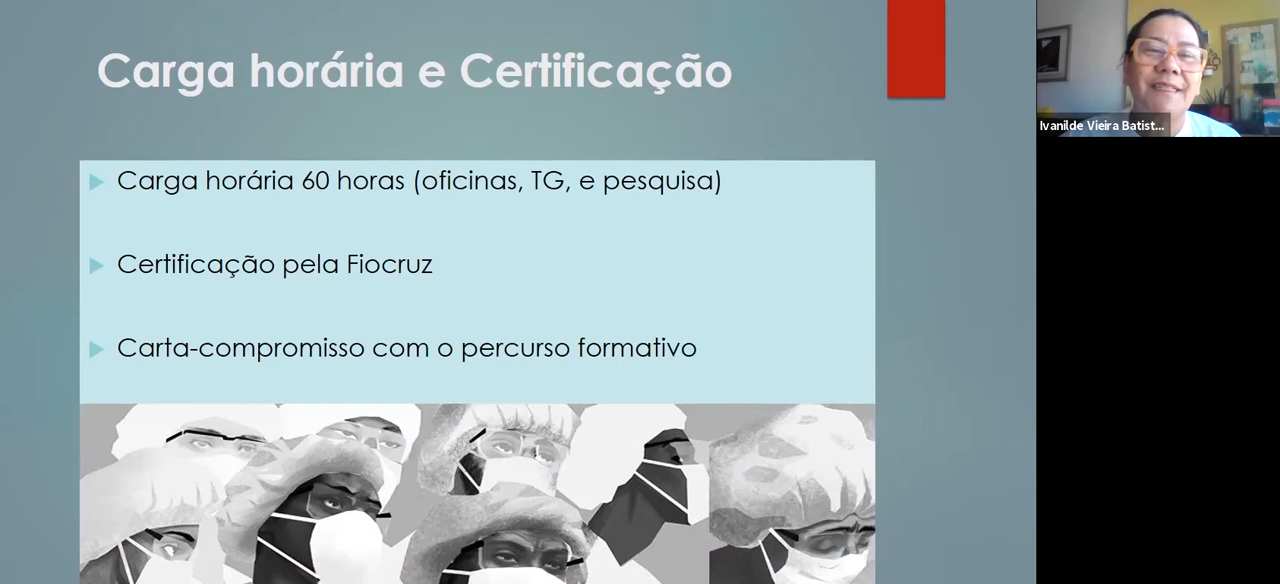 Carga horária e Certificação
Carga horária 60 horas (oficinas, TG, e pesquisa)
Certificação pela Fiocruz
Carta-compromisso com o percurso formativo
Ivanilde Vieira Batist...